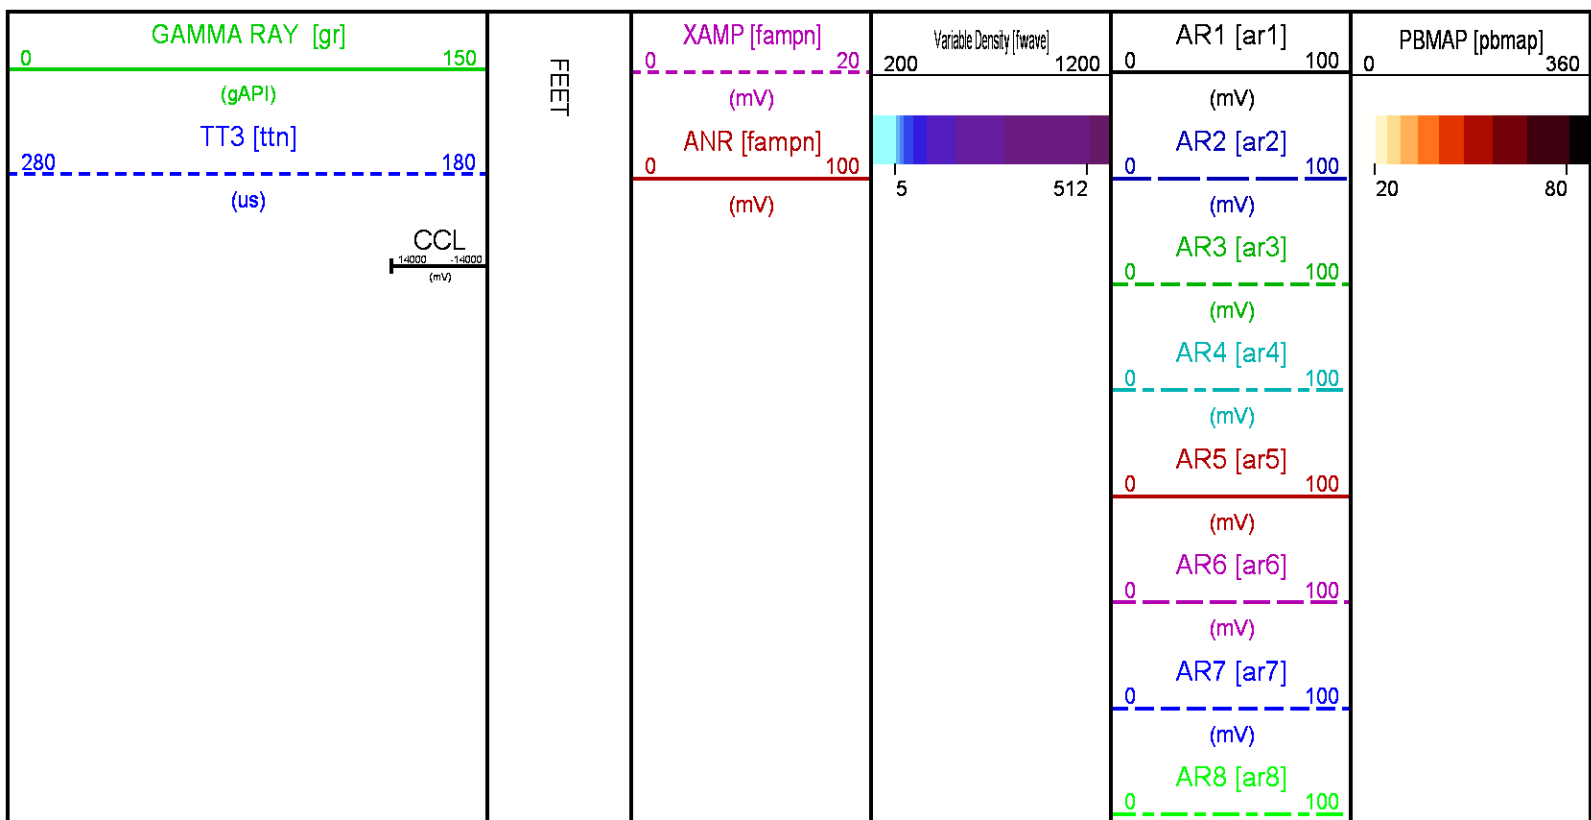 GAMMA RAY [gr]
0 150
(gAPI)
TT3 [ttn]
280 180
(us)
CCL
14000 -14000
(mV)
FEET
XAMP [fampn]
0 20
(mV)
ANR [fampn]
0 100
(mV)
Variable Density [fwave]
200 1200
5 512
AR1 [ar1]
0 100
(mV)
AR2 [ar2]
0 100
(mV)
AR3 [ar3]
0 100
(mV)
AR4 [ar4]
0 100
(mV)
AR5 [ar5]
0 100
(mV)
AR6 [ar6]
0 100
(mV)
AR7 [ar7]
0 100
(mV)
AR8 [ar8]
0 100
PBMAP [pbmap]
0 360
20 80